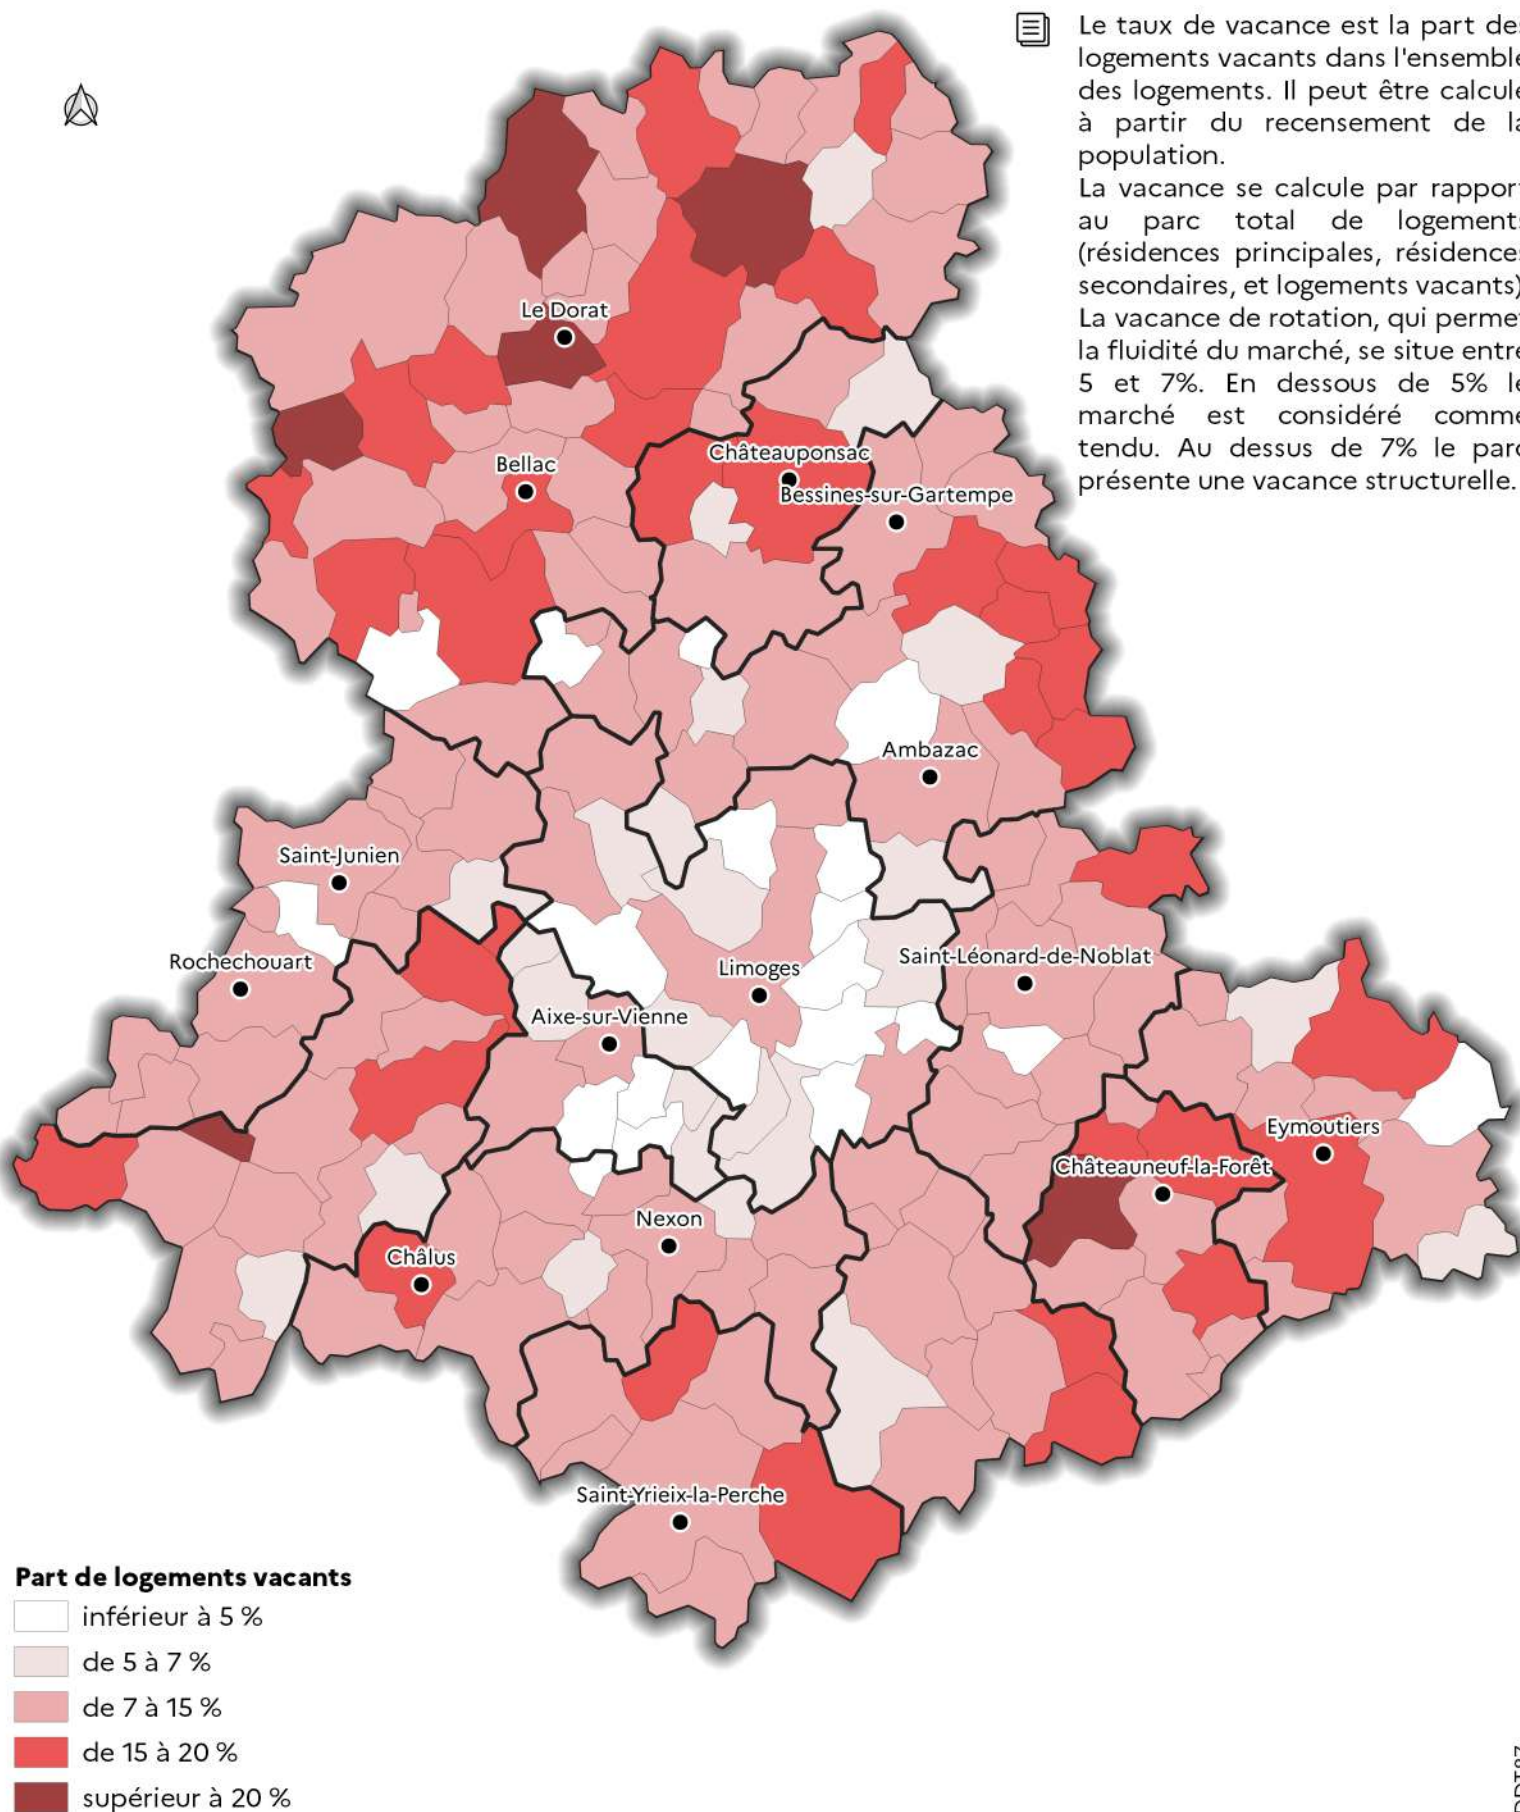 Le taux de vacance est la part des
logements vacants dans l'ensemble
des logements. Il peut être calculé
à partir du recensement de la
population.
La vacance se calcule par rapport
au parc total de logements
(résidences principales, résidences
secondaires, et logements vacants)
La vacance de rotation, qui permet
la fluidité du marché, se situe entre
5 et 7%. En dessous de 5% le
marché est considéré comme
tendu. Au dessus de 7% le parc
présente une vacance structurelle.
Le Dorat
Châteauponsac
Bellac
Bessines-sur-Gartempe
Ambazac
Saint-Junien
Saint-Léonard-de-Noblat
Rochechouart
Limoges
Aixe-sur-Vienne
Eymoutiers
Châteauneuf-la-Forêt
Nexon
Châlus
Saint-Yrieix-la-Perche
Part de logements vacants
inférieur à 5 %
de 5 à 7 %
de 7 à 15 %
de 15 à 20 %
supérieur à 20 %